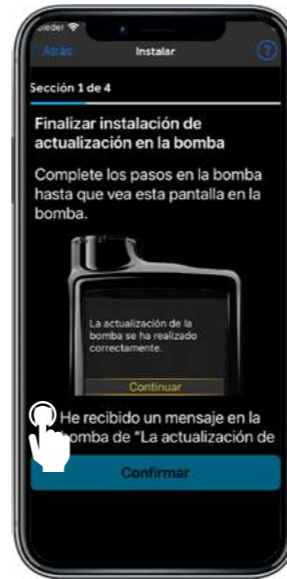 Atrás
Instalar
?
Sección 1 de 4
Finalizar instalación de
actualización en la bomba
Complete los pasos en la bomba
hasta que vea esta pantalla en la
bomba.
La actualización de la
bomba se ha realizado
correctamente.
Continuar
He recibido un mensaje en la
bomba de "La actualización de
Confirmar